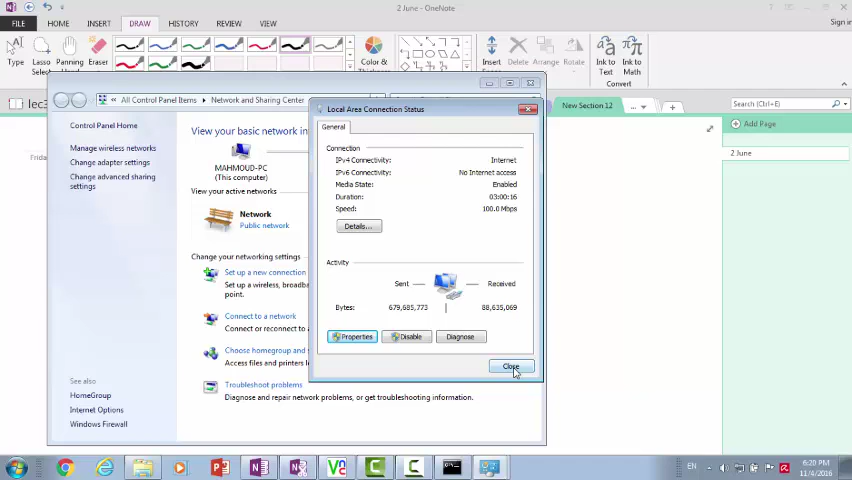 2 June - OneNote
FILE HOME INSERT DRAW HISTORY REVIEW VIEW
Sign in
Type
Lasso
Select
Panning
Hand
Eraser
Color &
Insert
Space
Delete
Arrange
Rotate
Ink to
Text
Ink to
Math
Convert
New Section 12
Search (Ctrl+E)
Add Page
2 June
All Control Panel Items
Network and Sharing Center
Control Panel Home
Manage wireless networks
Change adapter settings
Change advanced sharing
settings
See also
HomeGroup
Internet Options
Windows Firewall
View your basic network in
MAHMOUD-PC
(This computer)
View your active networks
Network
Public network
Change your networking settings
Set up a new connection
Set up a wireless, broadba
point.
Connect to a network
Connect or reconnect to a
Choose homegroup and s
Access files and printers l
Troubleshoot problems
Diagnose and repair network problems, or get troubleshooting information.
Local Area Connection Status
General
Connection
IPv4 Connectivity: Internet
IPv6 Connectivity: No Internet access
Media State: Enabled
Duration: 03:00:16
Speed: 100.0 Mbps
Details...
Activity
Sent Received
Bytes: 679,685,773 88,635,069
Properties Disable Diagnose
Close
EN
6:20 PM
11/4/2016